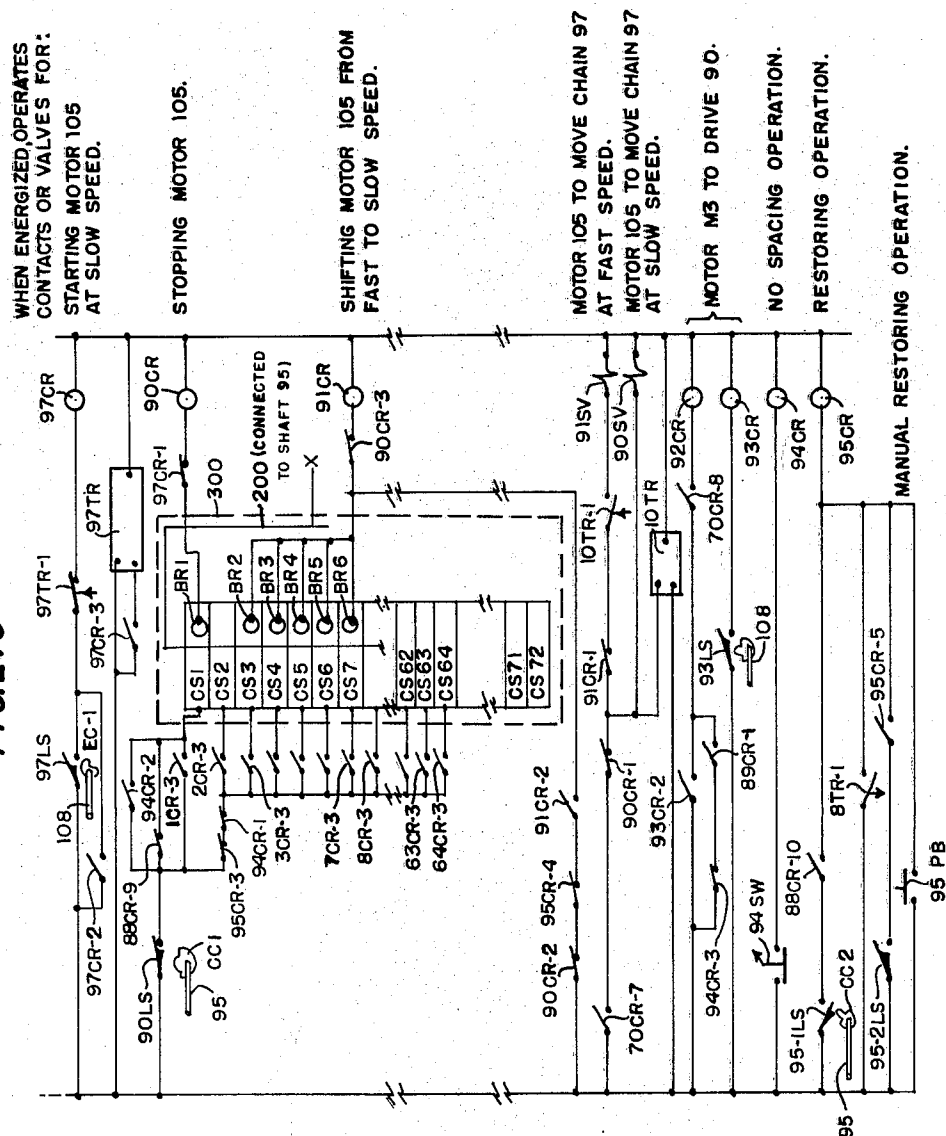 WHEN ENERGIZED, OPERATES
CONTACTS OR VALVES FOR:
STARTING MOTOR 105
AT SLOW SPEED.
STOPPING MOTOR 105.
SHIFTING MOTOR 105 FROM
FAST TO SLOW SPEED.
MOTOR 105 TO MOVE CHAIN 97
AT FAST SPEED.
MOTOR 105 TO MOVE CHAIN 97
AT SLOW SPEED.
MOTOR M3 TO DRIVE 90.
NO SPACING OPERATION.
RESTORING OPERATION.
MANUAL RESTORING OPERATION.
97CR
97TR-1
97LS
EC-1
108
97CR-2
97TR
97CR-3
90CR
97CR-1
300
200 (CONNECTED
TO SHAFT 95)
X
BR1
BR2
BR3
BR4
BR5
BR6
CS1
CS2
CS3
CS4
CS5
CS6
CS7
CS62
CS63
CS64
CS71
CS72
94CR-2
1CR-3
2CR-3
88CR-9
90LS
CC1
95
95CR-3
94CR-1
3CR-3
7CR-3
8CR-3
63CR-3
64CR-3
91CR
90CR-3
91CR-2
95CR-4
90CR-2
91SV
90SV
10TR-1
91CR-1
90CR-1
70CR-7
10TR
92CR
70CR-8
93CR-2
89CR-1
94CR-3
93CR
93LS
108
94CR
94SW
95CR
88CR-10
95-1LS
CC2
95
8TR-1
95CR-5
95-2LS
95 PB